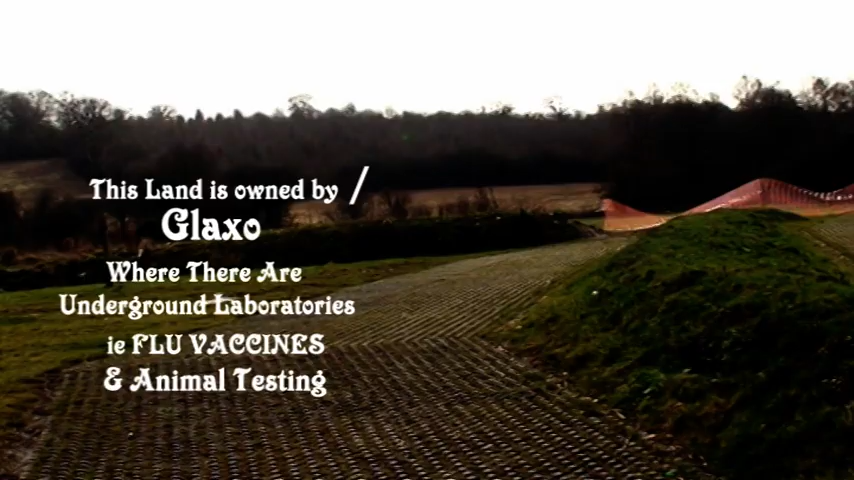 This Land is owned by /
Glaxo
Where There Are
Underground Laboratories
ie FLU VACCINES
& Animal Testing